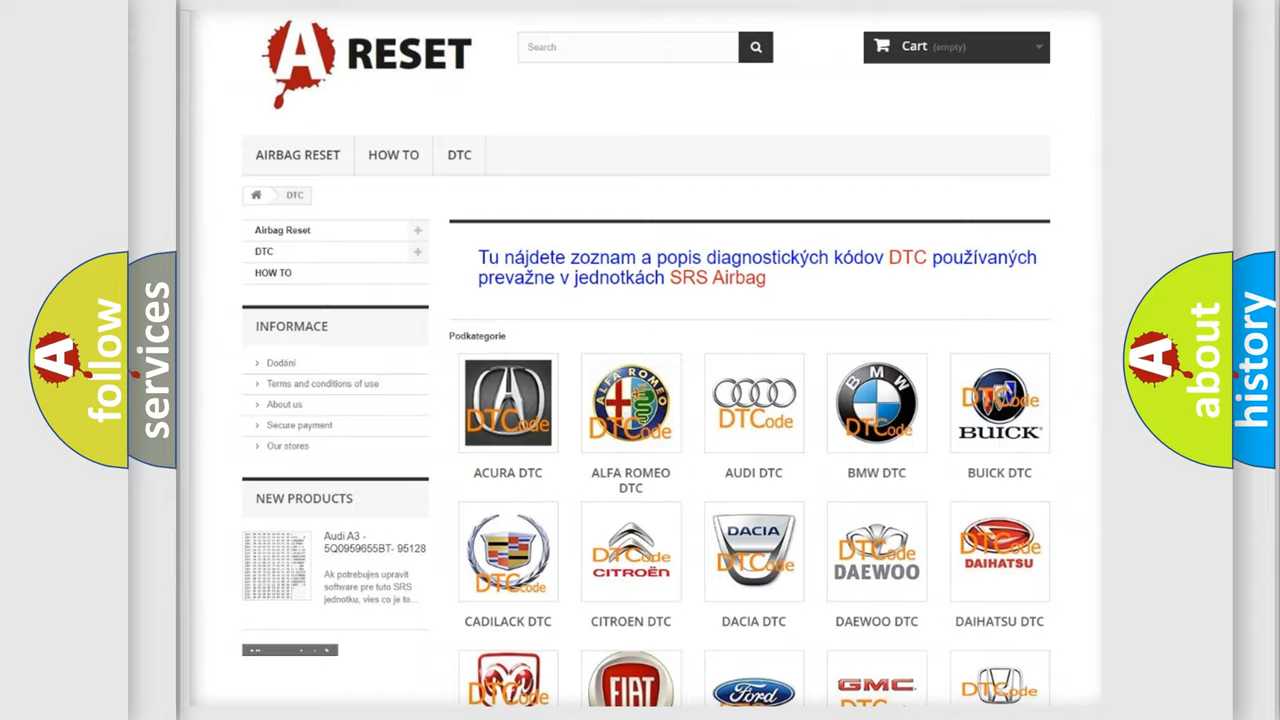 A RESET
Search
Cart (empty)
AIRBAG RESET
HOW TO
DTC
DTC
Airbag Reset
DTC
HOW TO
INFORMACE
Dodání
Terms and conditions of use
About us
Secure payment
Our stores
NEW PRODUCTS
Audi A3 -
5Q0959655BT- 95128
Ak potrebujes upravit
software pre tuto SRS
jednotku, vies co je to...
Tu nájdete zoznam a popis diagnostických kódov DTC používaných
prevažne v jednotkách SRS Airbag
Podkategorie
DTCode
ALFA ROMEO
DTCode
DTCode
BMW
DTCode
DTCode
BUICK
ACURA DTC
ALFA ROMEO
DTC
AUDI DTC
BMW DTC
BUICK DTC
DTCode
DTCode
CITROËN
DACIA
DTCode
DTCode
DAEWOO
DTCode
DAIHATSU
CADILACK DTC
CITROEN DTC
DACIA DTC
DAEWOO DTC
DAIHATSU DTC
DTCode
FIAT
Ford
GMC
DTCode
A follow
services
A about
history